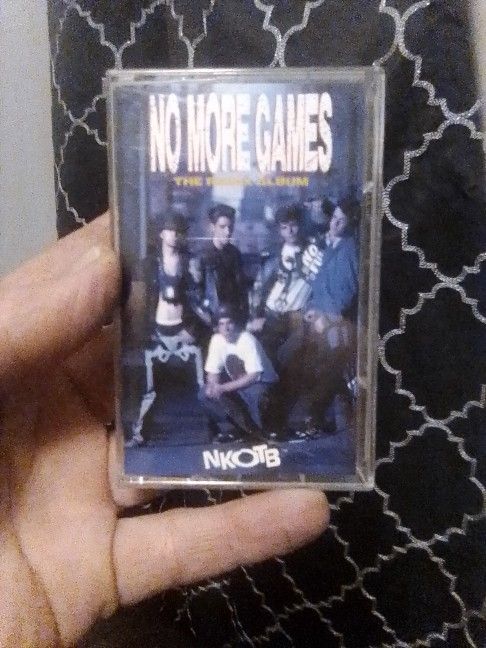 NO MORE GAMES
THE REMIX ALBUM
NKOTB